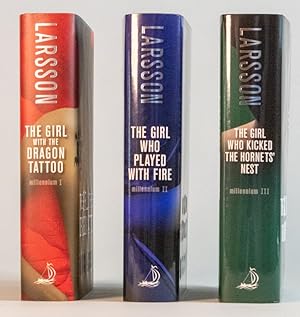 LARSSON
THE GIRL
WITH THE
DRAGON
TATTOO
millennium I
LARSSON
THE GIRL
WHO
PLAYED
WITH FIRE
millennium II
LARSSON
THE GIRL
WHO KICKED
THE HORNETS'
NEST
millennium III